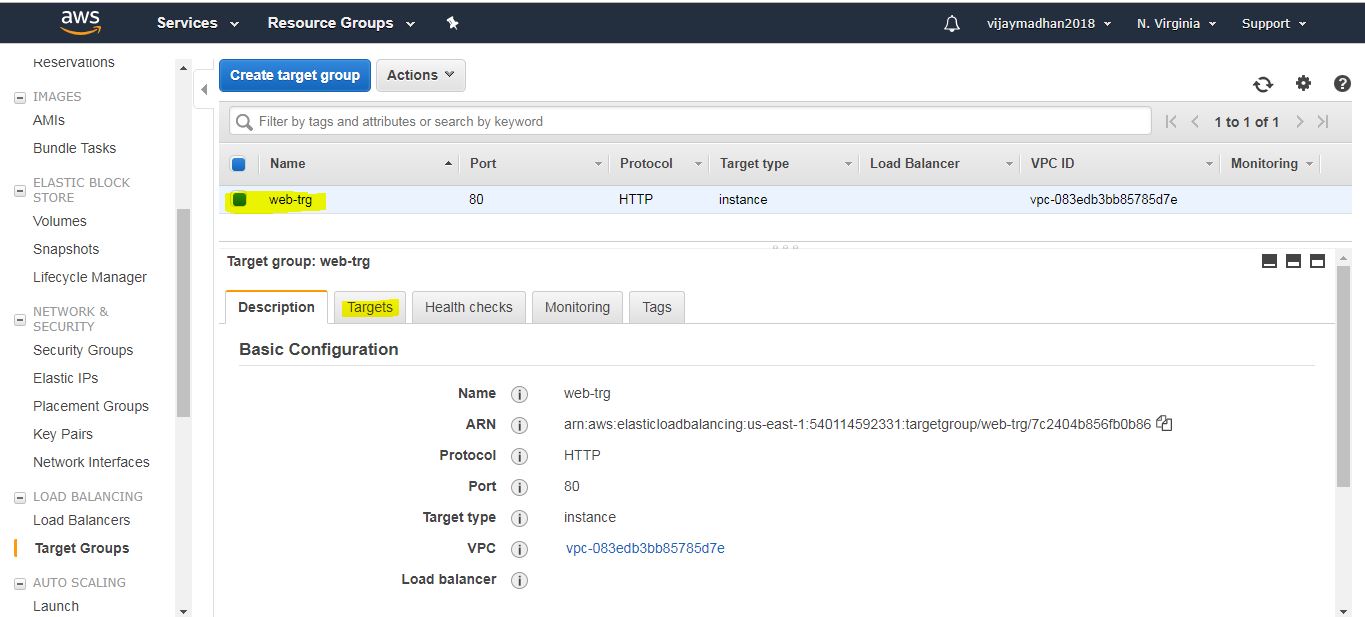 aws Services Resource Groups vijaymadhan2018 N. Virginia Support
Reservations
IMAGES
AMIs
Bundle Tasks
ELASTIC BLOCK
STORE
Volumes
Snapshots
Lifecycle Manager
NETWORK &
SECURITY
Security Groups
Elastic IPs
Placement Groups
Key Pairs
Network Interfaces
LOAD BALANCING
Load Balancers
Target Groups
AUTO SCALING
Launch
Create target group Actions
Filter by tags and attributes or search by keyword 1 to 1 of 1
Name Port Protocol Target type Load Balancer VPC ID Monitoring
web-trg 80 HTTP instance vpc-083edb3bb85785d7e
Target group: web-trg
Description Targets Health checks Monitoring Tags
Basic Configuration
Name web-trg
ARN arn:aws:elasticloadbalancing:us-east-1:540114592331:targetgroup/web-trg/7c2404b856fb0b86
Protocol HTTP
Port 80
Target type instance
VPC vpc-083edb3bb85785d7e
Load balancer